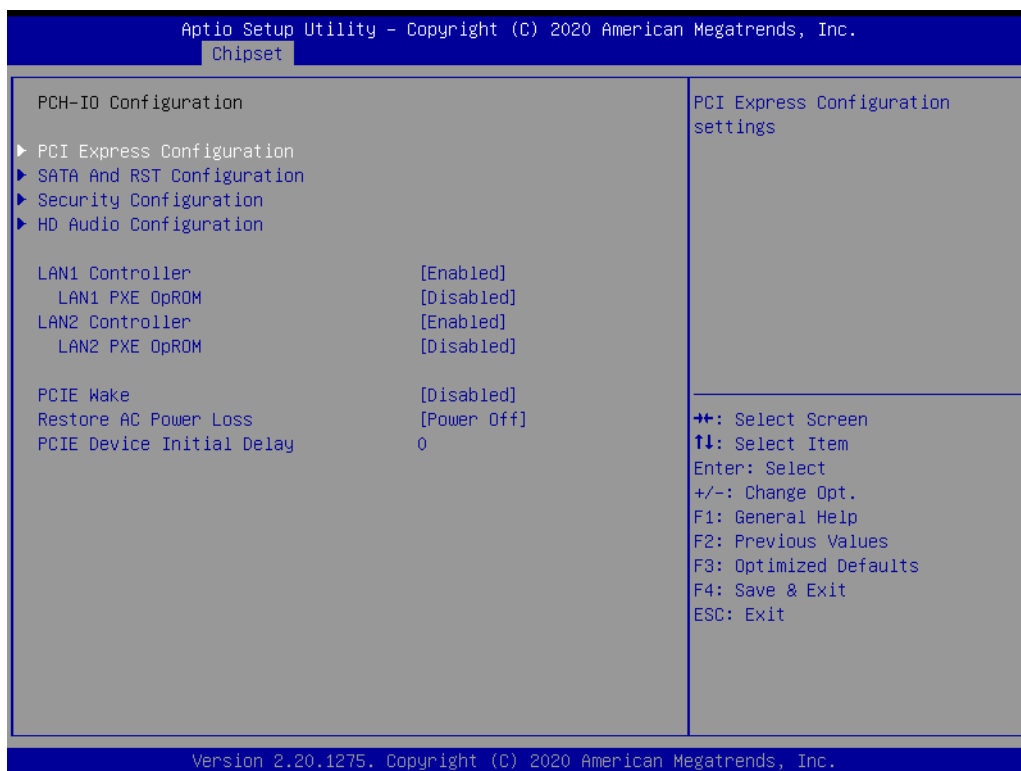 Aptio Setup Utility – Copyright (C) 2020 American Megatrends, Inc.
Chipset
PCH-IO Configuration
PCI Express Configuration
SATA And RST Configuration
Security Configuration
HD Audio Configuration
LAN1 Controller [Enabled]
LAN1 PXE OpROM [Disabled]
LAN2 Controller [Enabled]
LAN2 PXE OpROM [Disabled]
PCIE Wake [Disabled]
Restore AC Power Loss [Power Off]
PCIE Device Initial Delay 0
PCI Express Configuration
settings
→←: Select Screen
↑↓: Select Item
Enter: Select
+/-: Change Opt.
F1: General Help
F2: Previous Values
F3: Optimized Defaults
F4: Save & Exit
ESC: Exit
Version 2.20.1275. Copyright (C) 2020 American Megatrends, Inc.